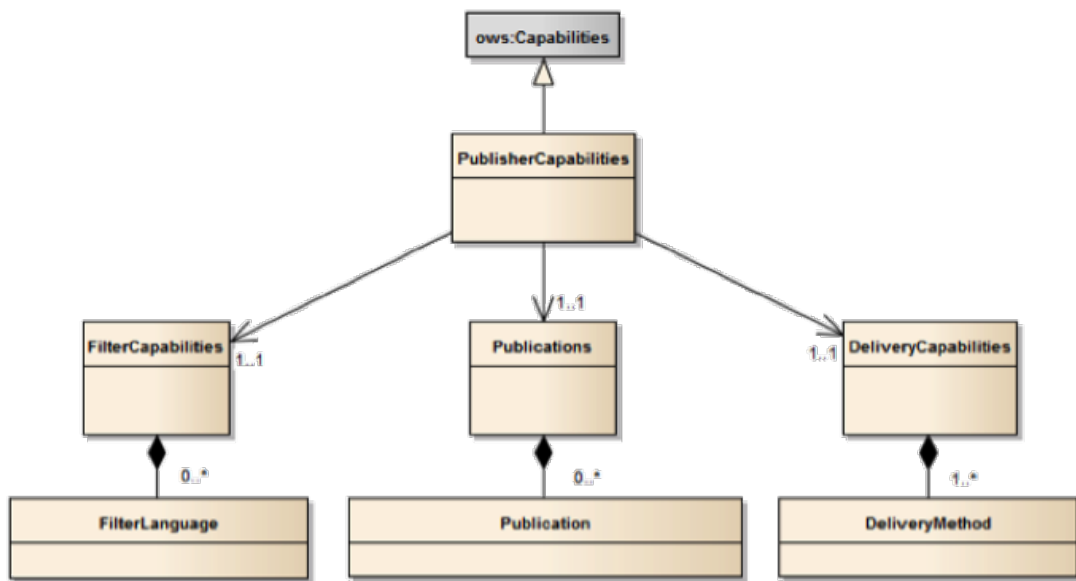 ows:Capabilities
PublisherCapabilities
1..1
FilterCapabilities
Publications
DeliveryCapabilities
1..1
1..1
0..*
0..*
1..*
FilterLanguage
Publication
DeliveryMethod